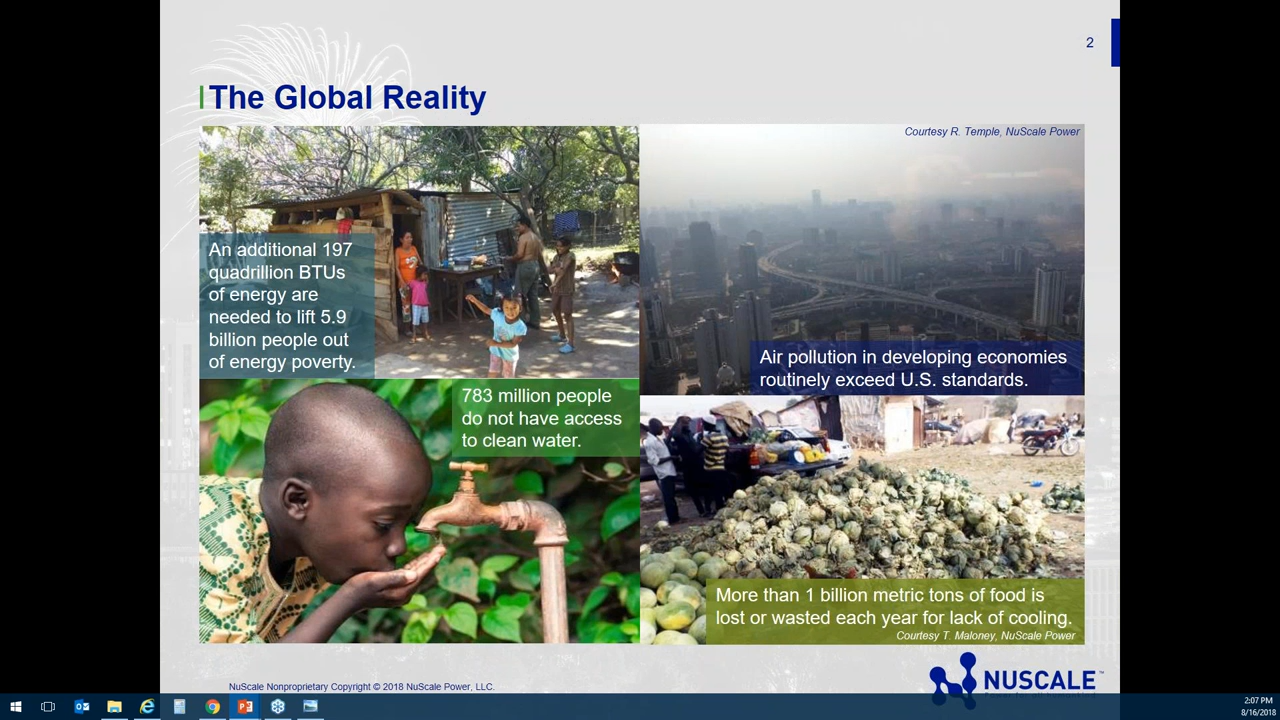 2
The Global Reality
Courtesy R. Temple, NuScale Power
An additional 197
quadrillion BTUs
of energy are
needed to lift 5.9
billion people out
of energy poverty.
Air pollution in developing economies
routinely exceed U.S. standards.
783 million people
do not have access
to clean water.
More than 1 billion metric tons of food is
lost or wasted each year for lack of cooling.
Courtesy T. Maloney, NuScale Power
NuScale Nonproprietary Copyright © 2018 NuScale Power, LLC.
NUSCALE™
2:07 PM
8/16/2018